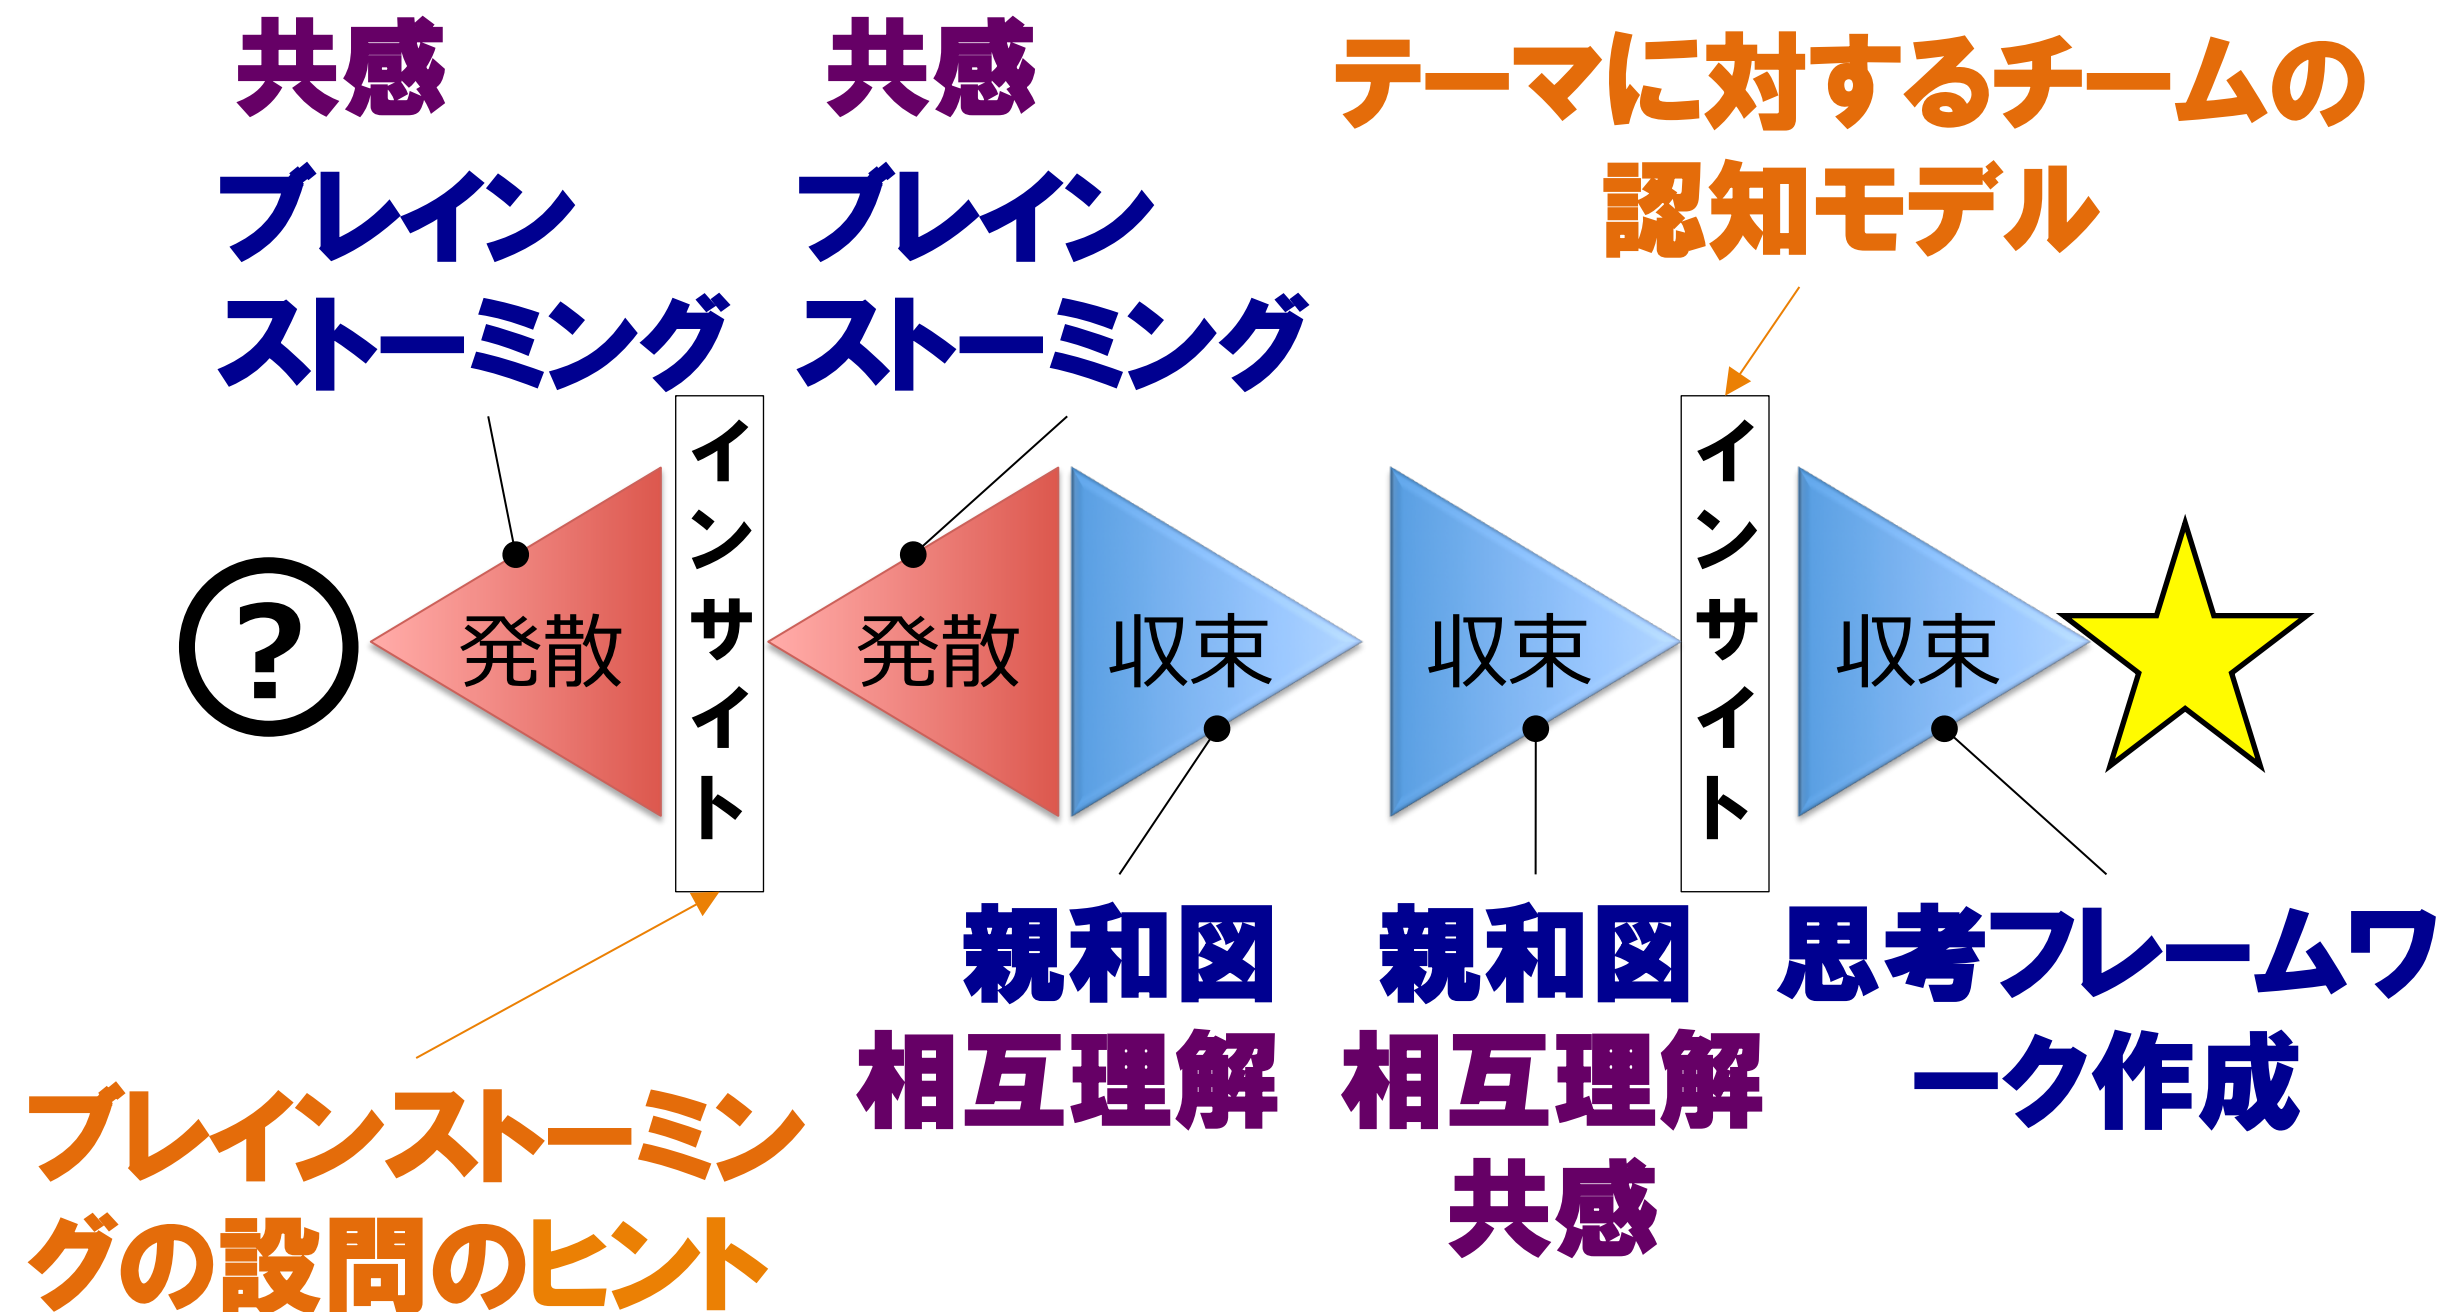 共感
ブレイン
ストーミング
共感
ブレイン
ストーミング
テーマに対するチームの
認知モデル
?
発散
インサイト
発散
収束
収束
インサイト
収束
親和図
相互理解
親和図
相互理解
共感
思考フレームワ
ーク作成
ブレインストーミン
グの設問のヒント